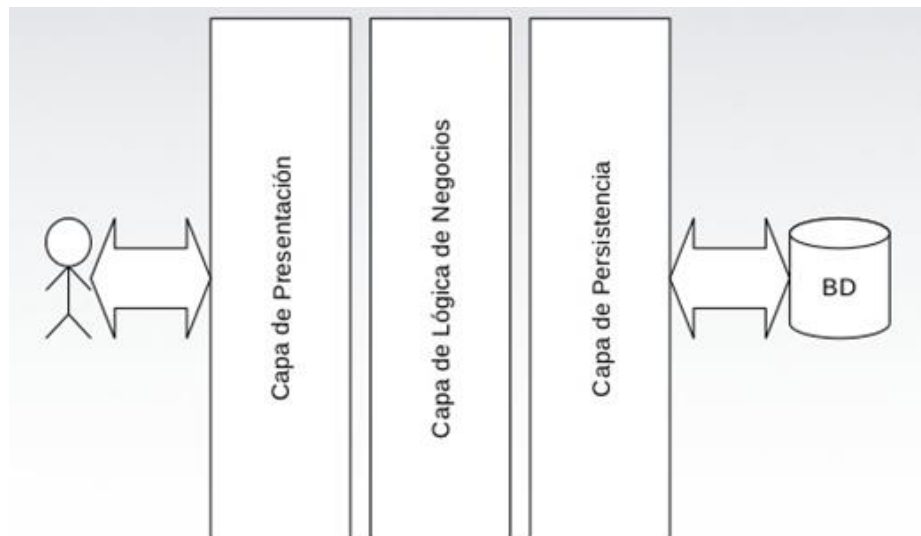 Capa de Presentación
Capa de Lógica de Negocios
Capa de Persistencia
BD